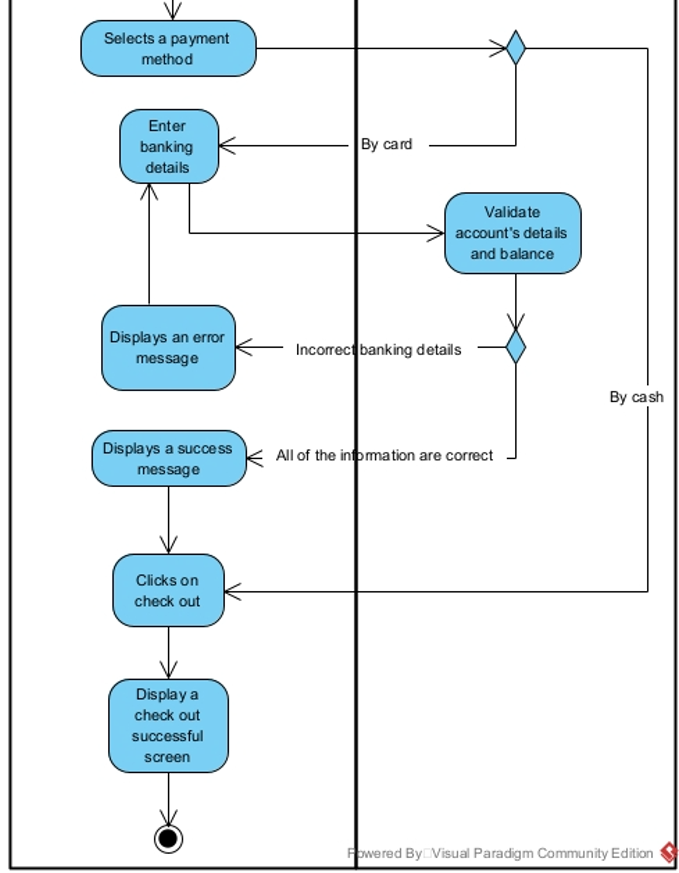 Selects a payment
method
Enter
banking
details
By card
Validate
account's details
and balance
Displays an error
message
Incorrect banking details
By cash
Displays a success
message
All of the information are correct
Clicks on
check out
Display a
check out
successful
screen
Powered By Visual Paradigm Community Edition